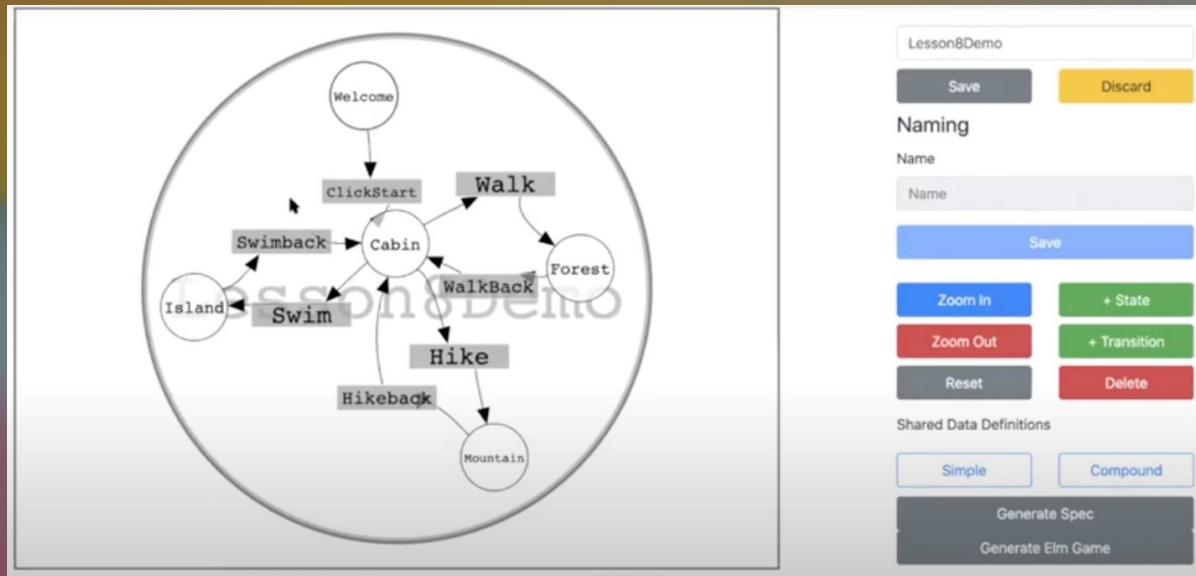 Lesson8Demo
Welcome
ClickStart
Walk
Swimback
Cabin
Forest
WalkBack
Island
Swim
Lesson8Demo
Hike
Hikeback
Mountain
Save
Discard
Naming
Name
Name
Save
Zoom In
+ State
Zoom Out
+ Transition
Reset
Delete
Shared Data Definitions
Simple
Compound
Generate Spec
Generate Elm Game